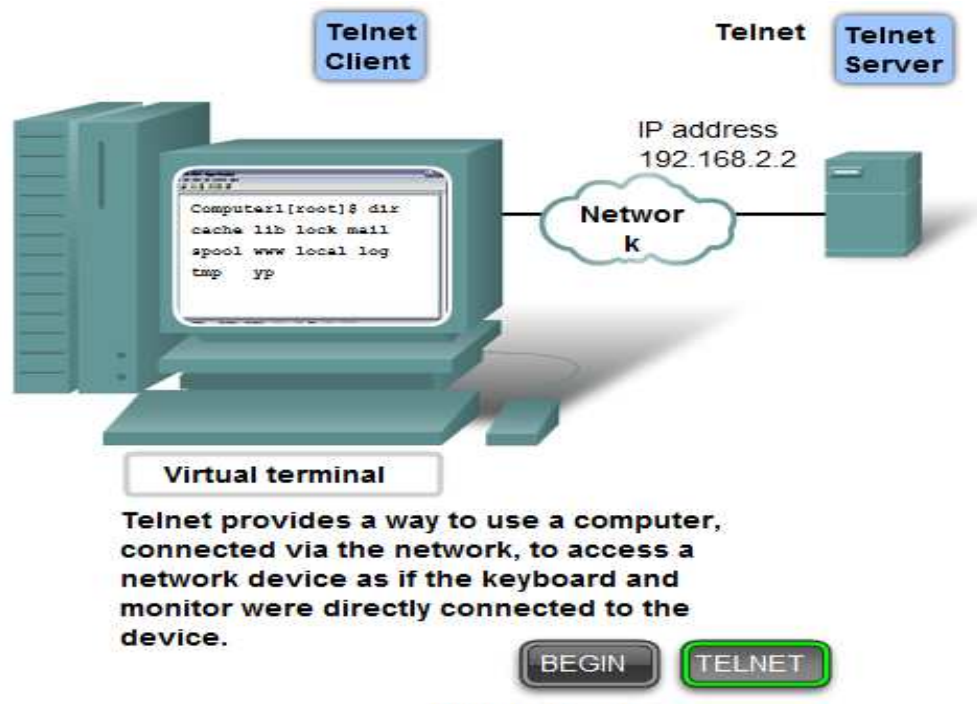 Telnet
Client
Telnet
Telnet
Server
IP address
192.168.2.2
Networ
k
Computer1[root]$ dir
cache lib lock mail
spool www local log
tmp yp
Virtual terminal
Telnet provides a way to use a computer,
connected via the network, to access a
network device as if the keyboard and
monitor were directly connected to the
device.
BEGIN
TELNET